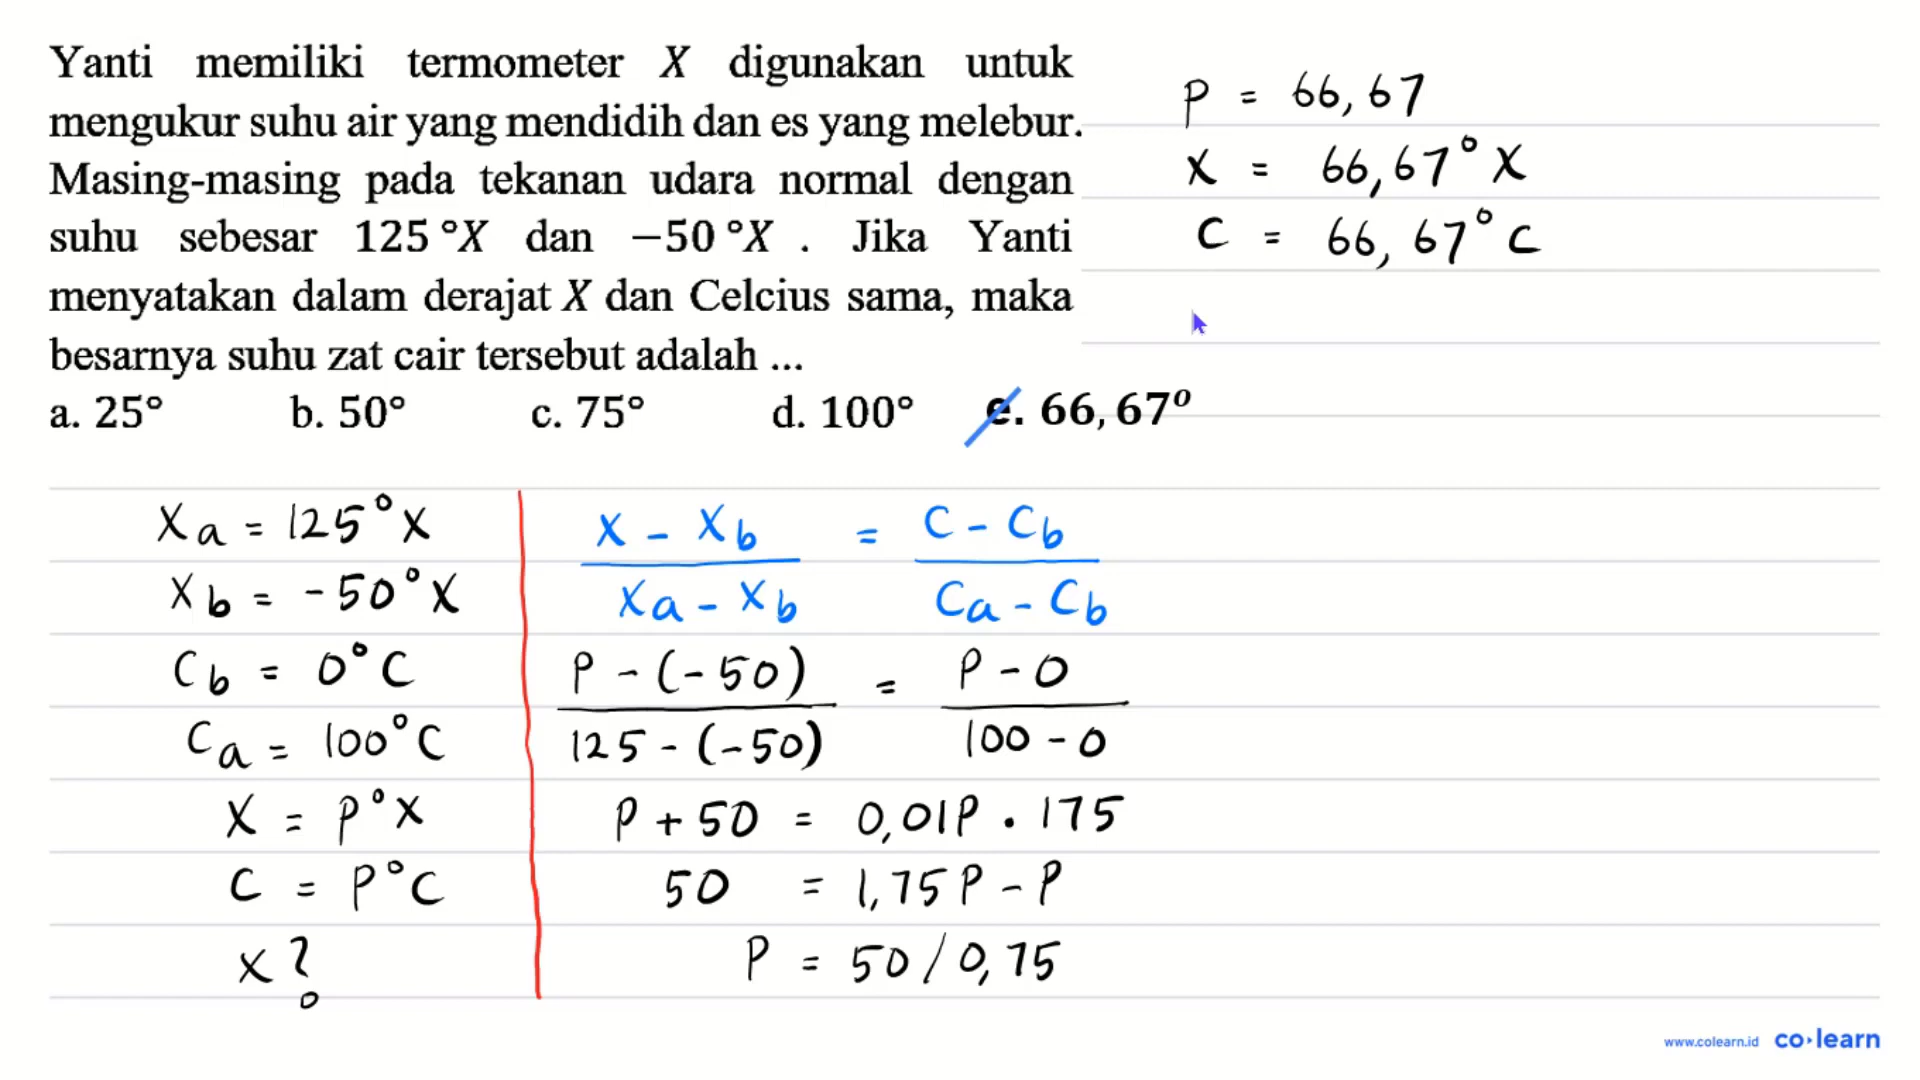 Yanti memiliki termometer X digunakan untuk
mengukur suhu air yang mendidih dan es yang melebur.
Masing-masing pada tekanan udara normal dengan
suhu sebesar 125 °X dan −50 °X . Jika Yanti
menyatakan dalam derajat X dan Celcius sama, maka
besarnya suhu zat cair tersebut adalah ...
a. 25° b. 50° c. 75° d. 100° e. 66,67°
P = 66,67
X = 66,67°X
C = 66,67°C
Xa = 125°X
Xb = -50°X
Cb = 0°C
Ca = 100°C
X = P°X
C = P°C
X ?
X - Xb = C - Cb
Xa - Xb Ca - Cb
P - (-50) = P - 0
125 - (-50) 100 - 0
P + 50 = 0,01P . 175
50 = 1,75P - P
P = 50 / 0,75
www.colearn.id co›learn